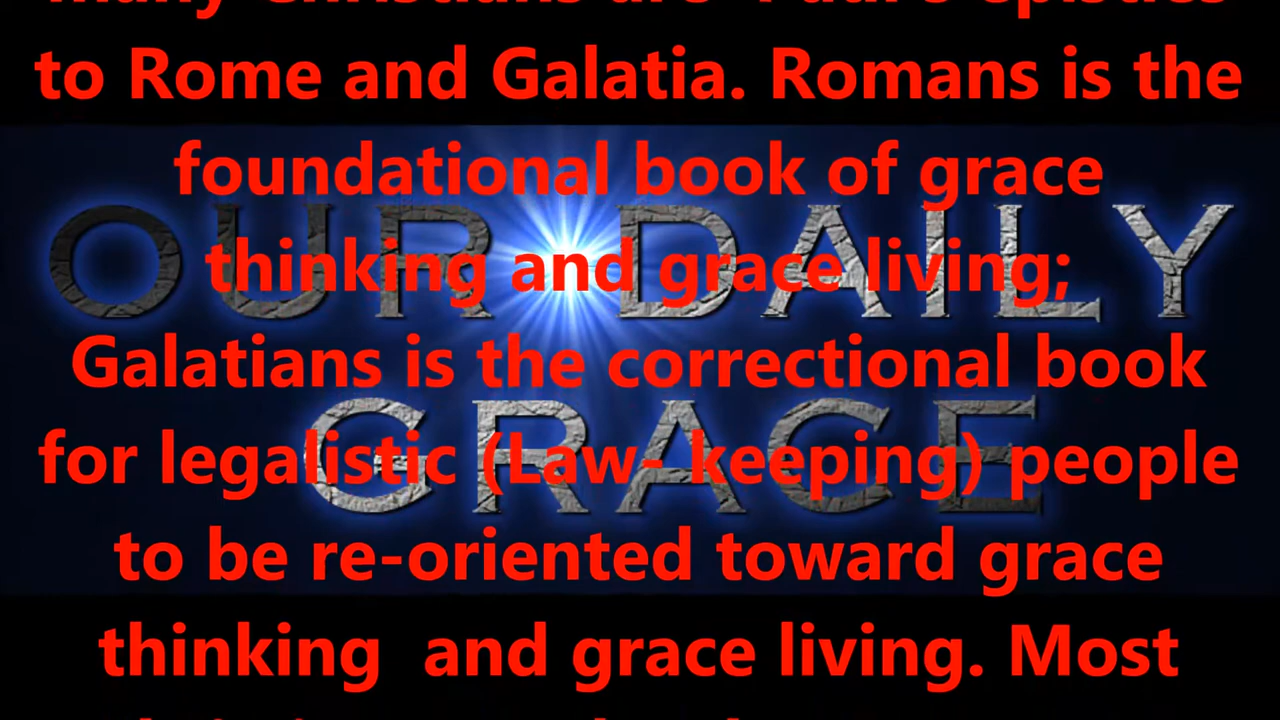 many Christians are Paul's epistles
to Rome and Galatia. Romans is the
foundational book of grace
thinking and grace living;
Galatians is the correctional book
for legalistic (Law- keeping) people
to be re-oriented toward grace
thinking  and grace living. Most
OUR DAILY
GRACE